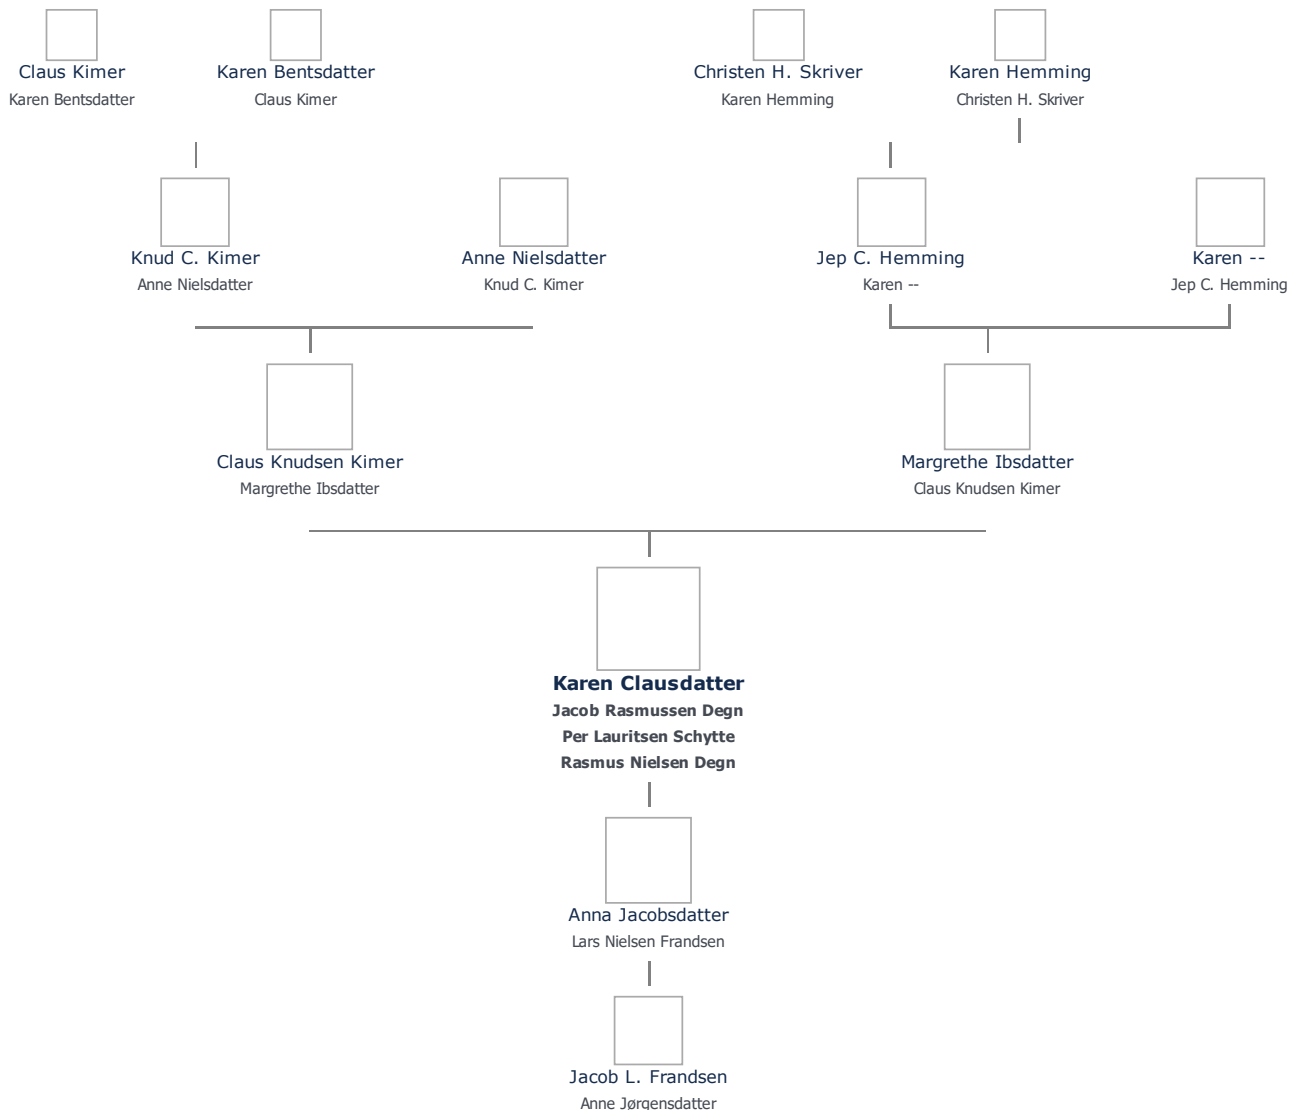 Claus Kimer
Karen Bentsdatter
Karen Bentsdatter
Claus Kimer
Christen H. Skriver
Karen Hemming
Karen Hemming
Christen H. Skriver
Knud C. Kimer
Anne Nielsdatter
Anne Nielsdatter
Knud C. Kimer
Jep C. Hemming
Karen --
Karen --
Jep C. Hemming
Claus Knudsen Kimer
Margrethe Ibsdatter
Margrethe Ibsdatter
Claus Knudsen Kimer
Karen Clausdatter
Jacob Rasmussen Degn
Per Lauritsen Schytte
Rasmus Nielsen Degn
Anna Jacobsdatter
Lars Nielsen Frandsen
Jacob L. Frandsen
Anne Jørgensdatter